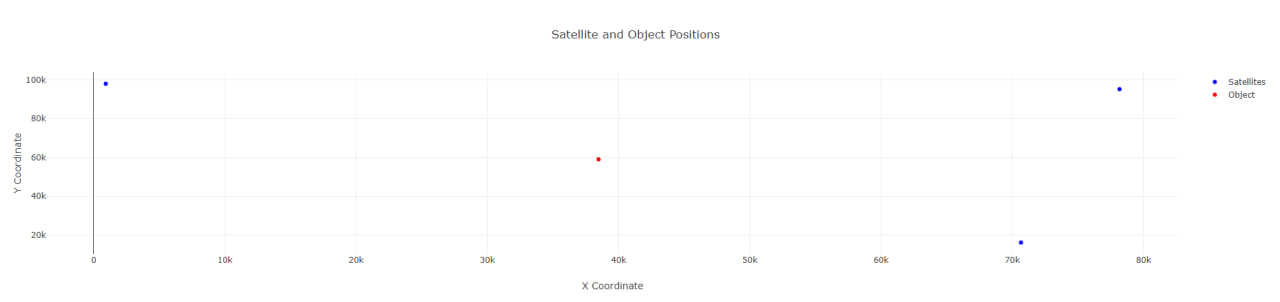 Satellite and Object Positions
Satellites
Object
Y Coordinate
100k
80k
60k
40k
20k
0
10k
20k
30k
40k
50k
60k
70k
80k
X Coordinate